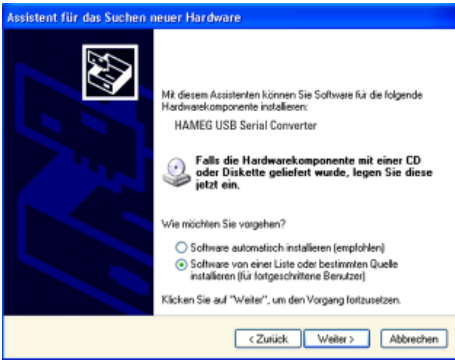 Assistent für das Suchen neuer Hardware
Mit diesem Assistenten können Sie Software für die folgende
Hardwarekomponente installieren:
HAMEG USB Serial Converter
Falls die Hardwarekomponente mit einer CD
oder Diskette geliefert wurde, legen Sie diese
jetzt ein.
Wie möchten Sie vorgehen?
Software automatisch installieren (empfohlen)
Software von einer Liste oder bestimmten Quelle
installieren (für fortgeschrittene Benutzer)
Klicken Sie auf "Weiter", um den Vorgang fortzusetzen.
< Zurück Weiter > Abbrechen